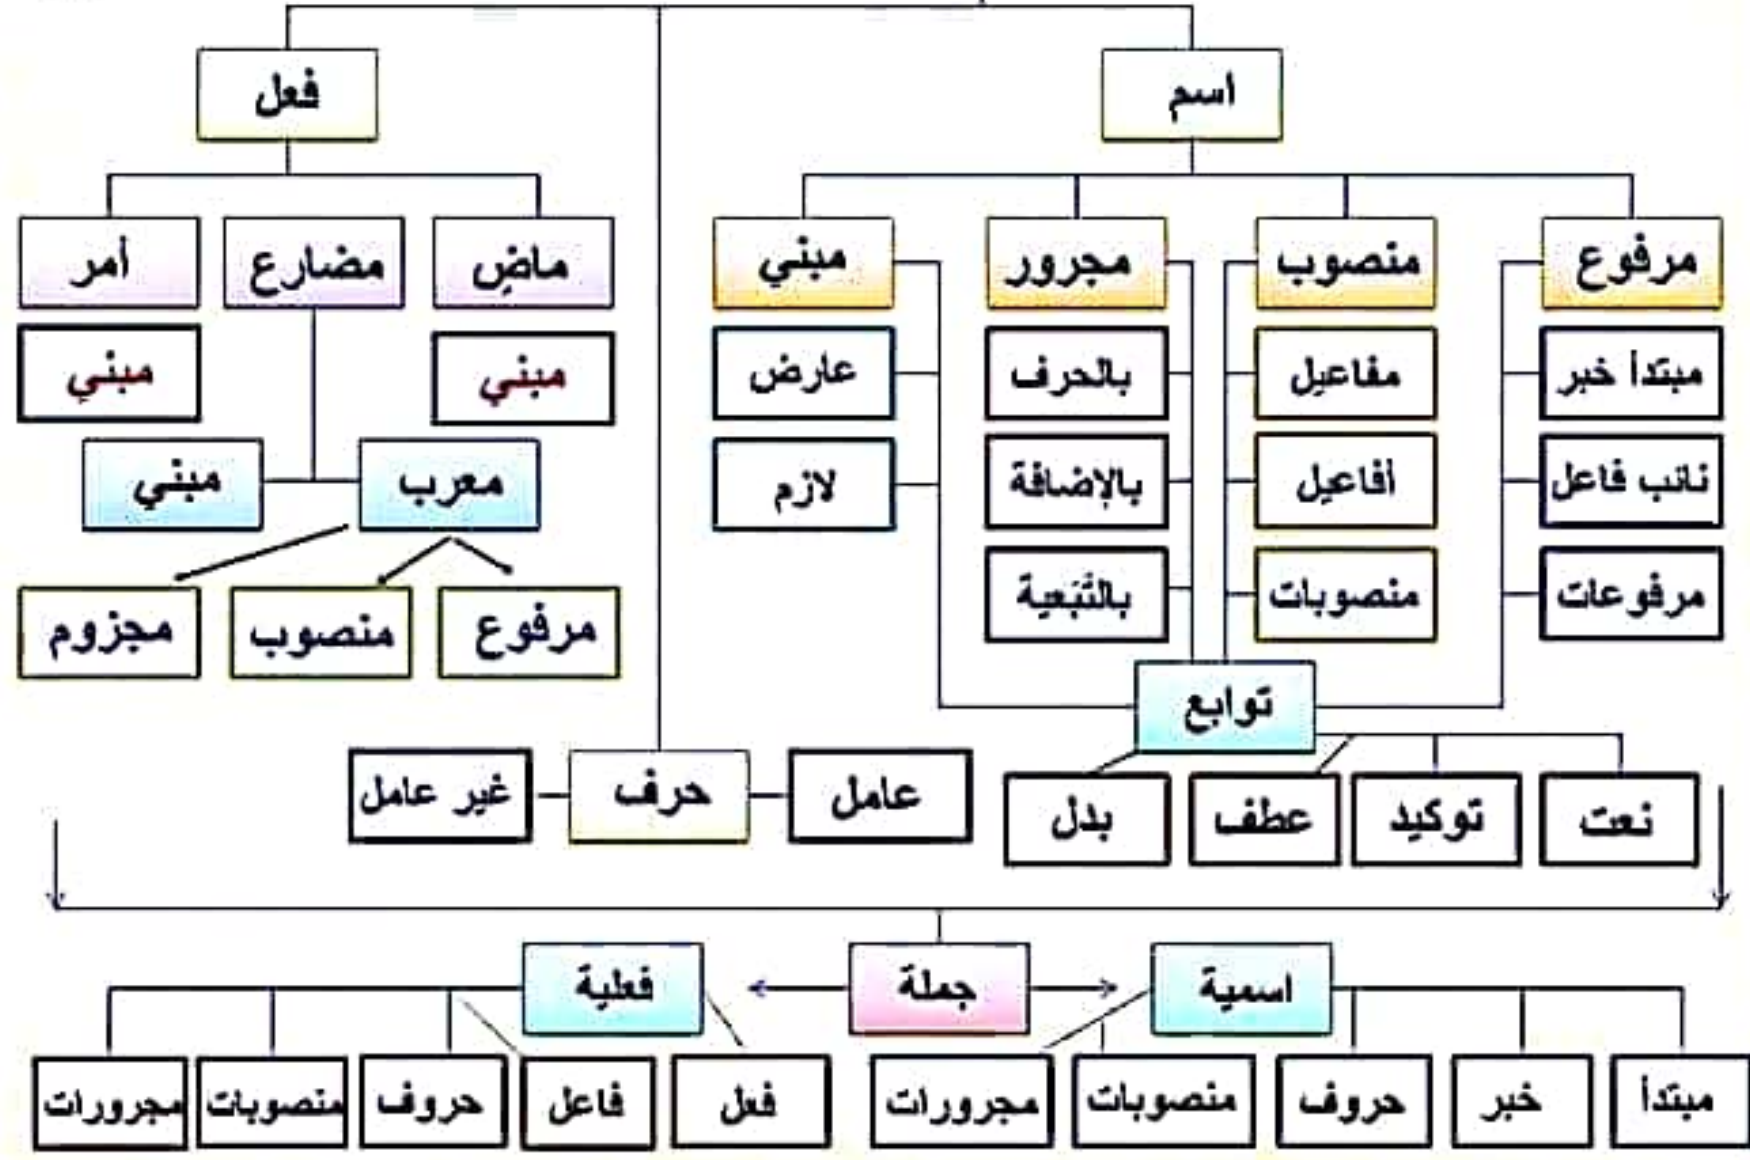 اسم
فعل
مرفوع
منصوب
مجرور
مبني
ماضٍ
مضارع
أمر
مبتدأ خبر
مفاعيل
بالحرف
عارض
مبني
مبني
نائب فاعل
أفاعيل
بالإضافة
لازم
معرب
مبني
مرفوعات
منصوبات
بالتَّبَعية
مرفوع
منصوب
مجزوم
توابع
عامل
حرف
غير عامل
نعت
توكيد
عطف
بدل
اسمية
جملة
فعلية
مبتدأ
خبر
حروف
منصوبات
مجرورات
فعل
فاعل
حروف
منصوبات
مجرورات